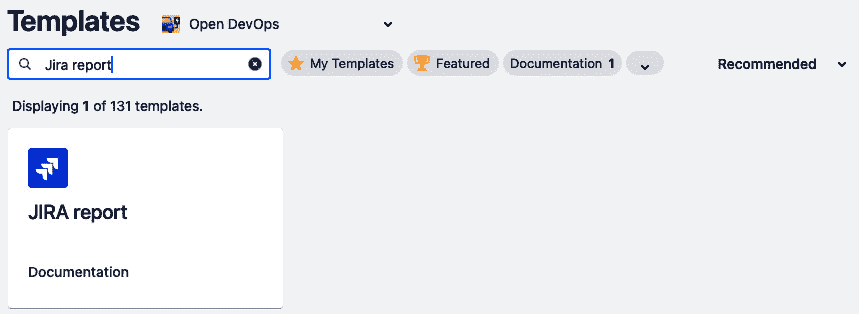 Templates Open DevOps
Jira report My Templates Featured Documentation 1 Recommended
Displaying 1 of 131 templates.
JIRA report
Documentation